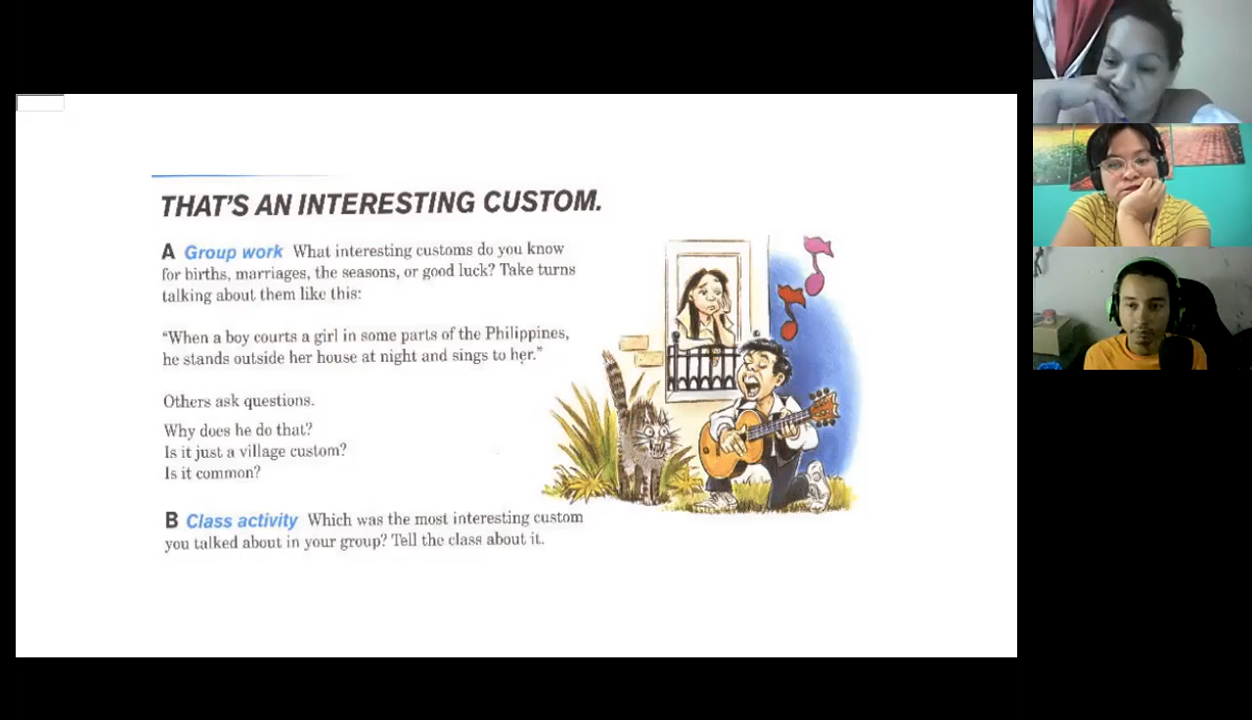 THAT'S AN INTERESTING CUSTOM.
A Group work What interesting customs do you know
for births, marriages, the seasons, or good luck? Take turns
talking about them like this:
"When a boy courts a girl in some parts of the Philippines,
he stands outside her house at night and sings to her."
Others ask questions.
Why does he do that?
Is it just a village custom?
Is it common?
B Class activity Which was the most interesting custom
you talked about in your group? Tell the class about it.